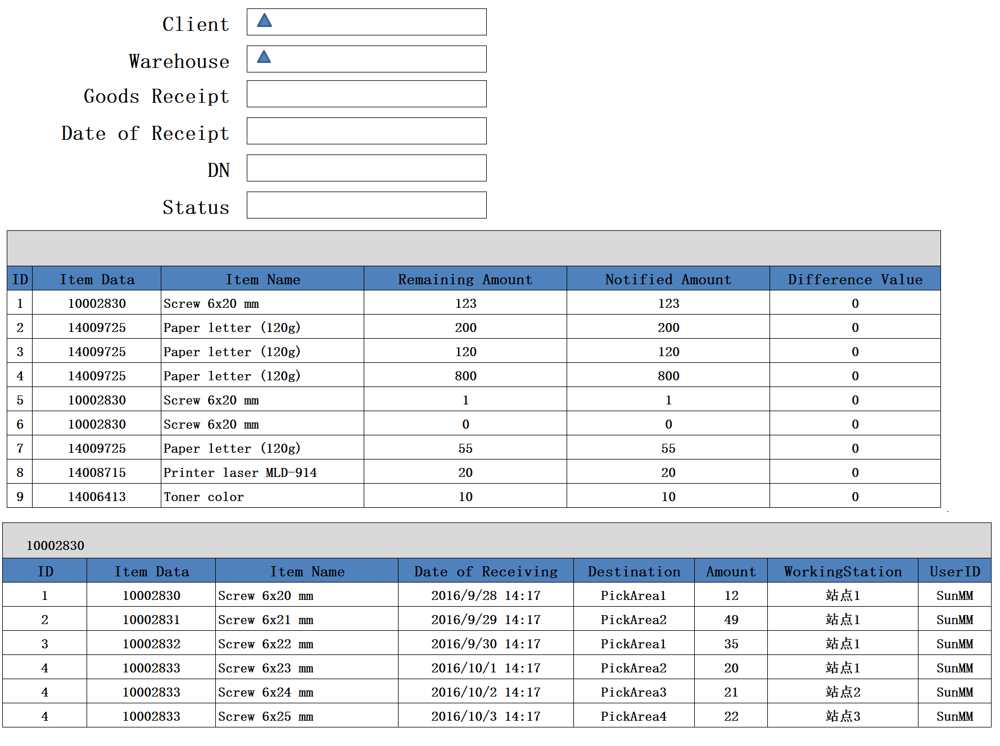 Client
Warehouse
Goods Receipt
Date of Receipt
DN
Status
ID Item Data Item Name Remaining Amount Notified Amount Difference Value
1 10002830 Screw 6x20 mm 123 123 0
2 14009725 Paper letter (120g) 200 200 0
3 14009725 Paper letter (120g) 120 120 0
4 14009725 Paper letter (120g) 800 800 0
5 10002830 Screw 6x20 mm 1 1 0
6 10002830 Screw 6x20 mm 0 0 0
7 14009725 Paper letter (120g) 55 55 0
8 14008715 Printer laser MLD-914 20 20 0
9 14006413 Toner color 10 10 0
10002830
ID Item Data Item Name Date of Receiving Destination Amount WorkingStation UserID
1 10002830 Screw 6x20 mm 2016/9/28 14:17 PickArea1 12 站点1 SunMM
2 10002831 Screw 6x21 mm 2016/9/29 14:17 PickArea2 49 站点1 SunMM
3 10002832 Screw 6x22 mm 2016/9/30 14:17 PickArea1 35 站点1 SunMM
4 10002833 Screw 6x23 mm 2016/10/1 14:17 PickArea2 20 站点1 SunMM
4 10002833 Screw 6x24 mm 2016/10/2 14:17 PickArea3 21 站点2 SunMM
4 10002833 Screw 6x25 mm 2016/10/3 14:17 PickArea4 22 站点3 SunMM